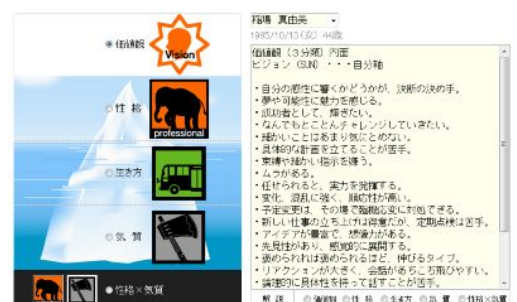 価値観
Vision
性 格
professional
生き方
気 質
性格×気質
稲場 真由美
1965/10/13(女) 44歳
価値観(3分類)内面
ビジョン(SUN)・・・自分軸
・自分の感性に響くかどうかが、決断の決め手。
・夢や可能性に魅力を感じる。
・成功者として、輝きたい。
・なんでもとことんチャレンジしていきたい。
・細かいことはあまり気にとめない。
・具体的な計画を立てることが苦手。
・束縛や細かい指示を嫌う。
・ムラがある。
・任せられると、実力を発揮する。
・変化、混乱に強く、順応性が高い。
・予定変更は、その場で臨機応変に対処できる。
・新しい仕事の立ち上げは得意だが、定期点検は苦手。
・アイデアが豊富で、想像力がある。
・先見性があり、感覚的に展開する。
・褒められれば褒められるほど、伸びるタイプ。
・リアクションが大きく、会話があちこち飛びやすい。
・論理的に具体性を持って話すことが苦手。
解 説 価値観 性 格 生き方 気 質 性格×気質